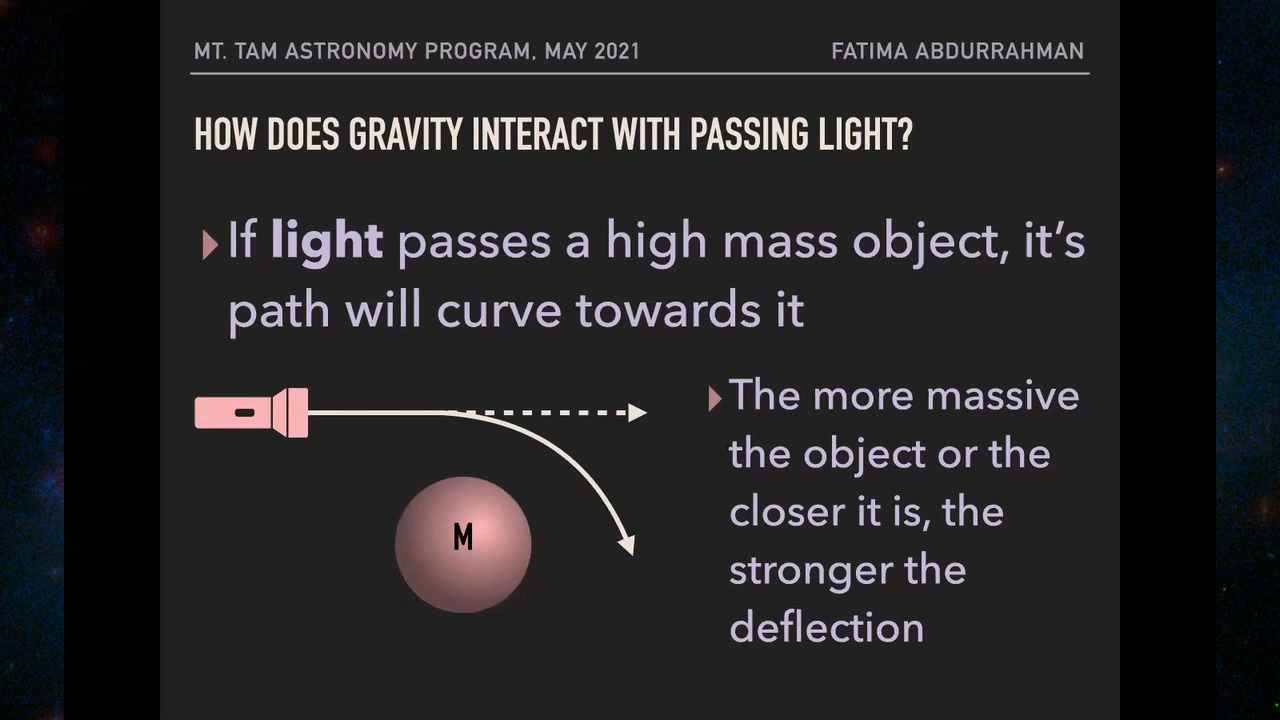 MT. TAM ASTRONOMY PROGRAM, MAY 2021
FATIMA ABDURRAHMAN
HOW DOES GRAVITY INTERACT WITH PASSING LIGHT?
If light passes a high mass object, it’s
path will curve towards it
The more massive
the object or the
closer it is, the
stronger the
deflection
M